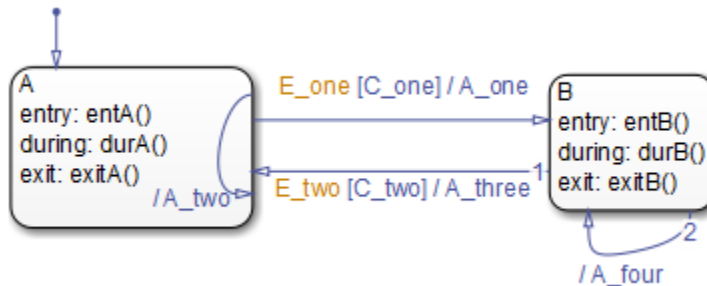 A
entry: entA()
during: durA()
exit: exitA()
/ A_two
E_one [C_one] / A_one
E_two [C_two] / A_three
1
B
entry: entB()
during: durB()
exit: exitB()
2
/ A_four